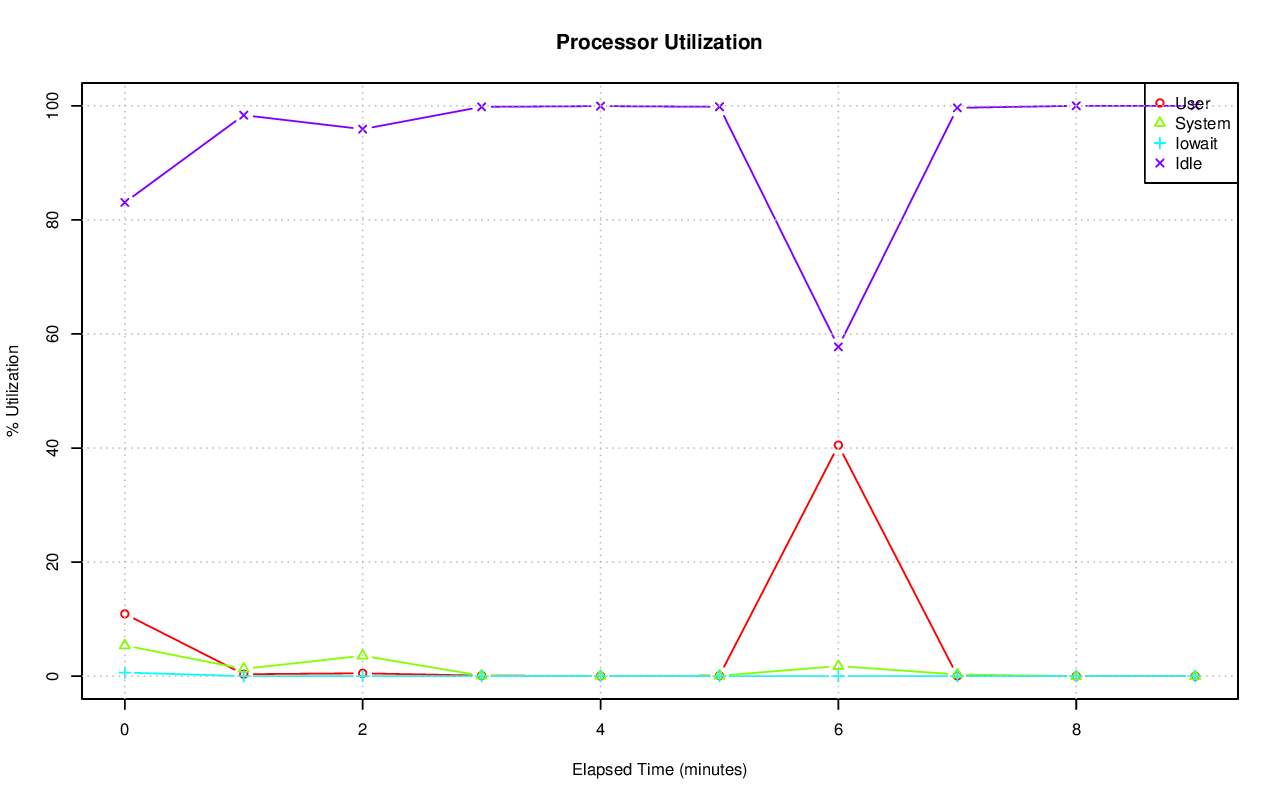 Processor Utilization
100
80
60
40
20
0
% Utilization
User
System
Iowait
Idle
0 2 4 6 8
Elapsed Time (minutes)